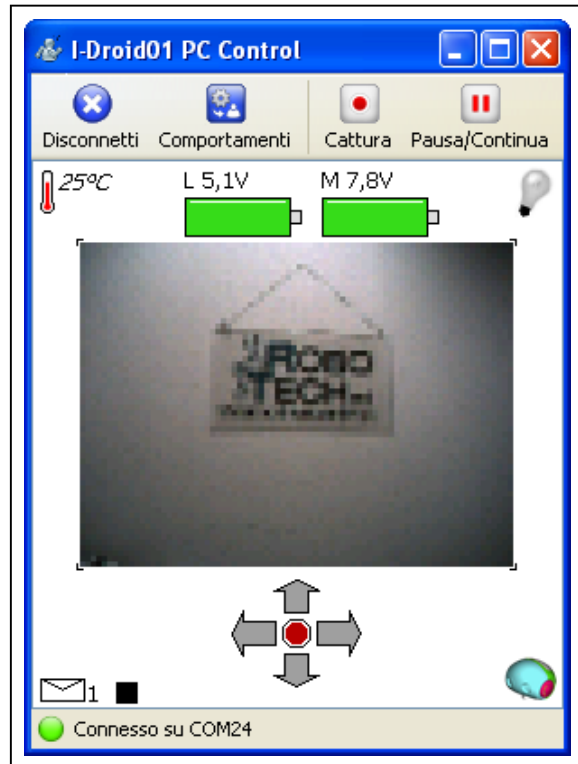 I-Droid01 PC Control
Disconnetti Comportamenti Cattura Pausa/Continua
25°C L 5,1V M 7,8V
ROBO
TECH
1
Connesso su COM24